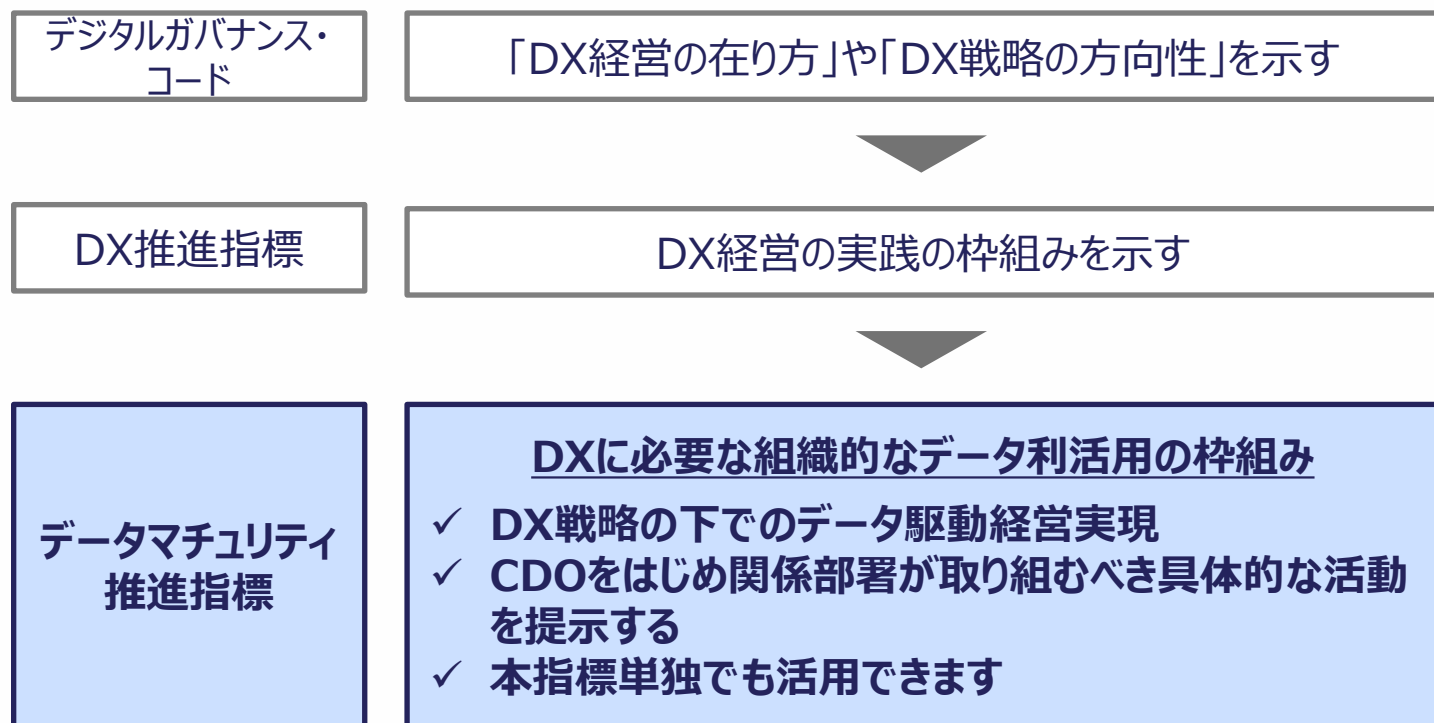 デジタルガバナンス・
コード
「DX経営の在り方」や「DX戦略の方向性」を示す
DX推進指標
DX経営の実践の枠組みを示す
データマチュリティ
推進指標
DXに必要な組織的なデータ利活用の枠組み
✓ DX戦略の下でのデータ駆動経営実現
✓ CDOをはじめ関係部署が取り組むべき具体的な活動
を提示する
✓ 本指標単独でも活用できます